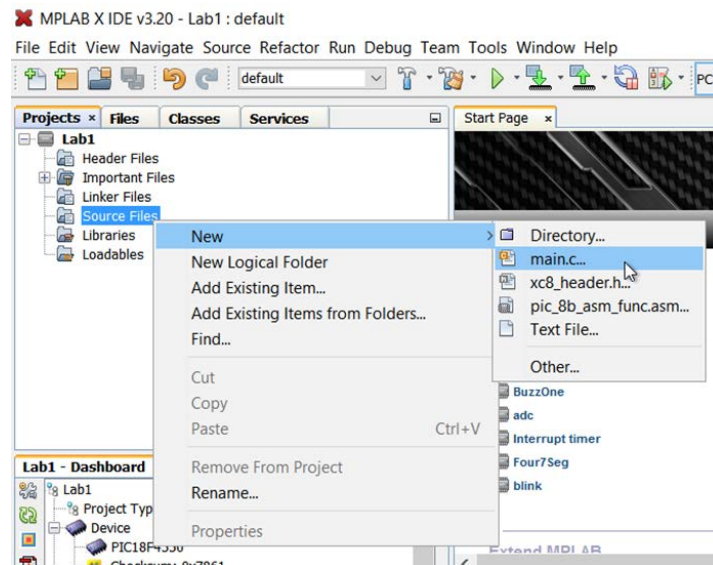 MPLAB X IDE v3.20 - Lab1 : default
File Edit View Navigate Source Refactor Run Debug Team Tools Window Help
default
PC
Projects × Files Classes Services
Start Page ×
Lab1
Header Files
Important Files
Linker Files
Source Files
Libraries
Loadables
New
New Logical Folder
Add Existing Item...
Add Existing Items from Folders...
Find...
Cut
Copy
Paste Ctrl+V
Remove From Project
Rename...
Properties
Directory...
main.c...
xc8_header.h...
pic_8b_asm_func.asm...
Text File...
Other...
BuzzOne
adc
Interrupt timer
Four7Seg
blink
Extend MPLAB
Lab1 - Dashboard
Lab1
Project Typ
Device
PIC18F4550
Checksum: 0x7961